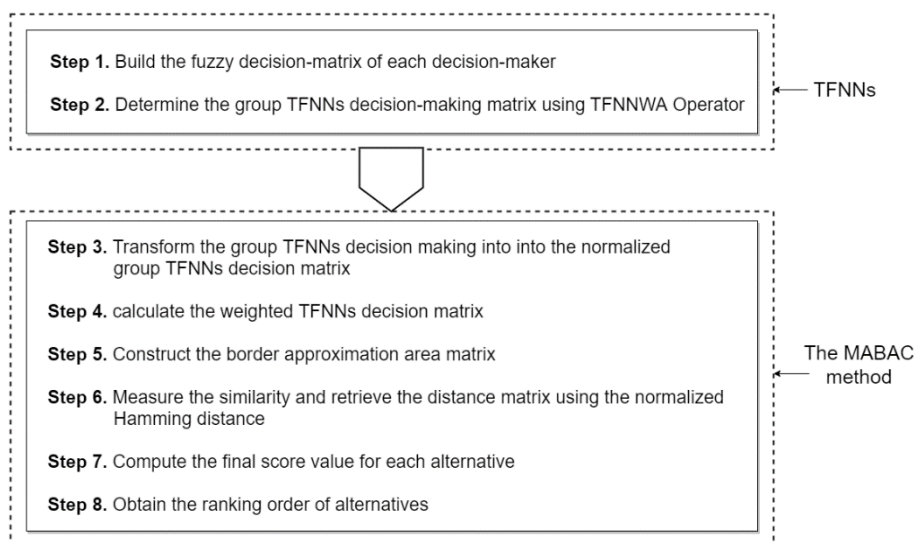 Step 1. Build the fuzzy decision-matrix of each decision-maker
Step 2. Determine the group TFNNs decision-making matrix using TFNNWA Operator
TFNNs
Step 3. Transform the group TFNNs decision making into into the normalized
group TFNNs decision matrix
Step 4. calculate the weighted TFNNs decision matrix
Step 5. Construct the border approximation area matrix
Step 6. Measure the similarity and retrieve the distance matrix using the normalized
Hamming distance
Step 7. Compute the final score value for each alternative
Step 8. Obtain the ranking order of alternatives
The MABAC
method